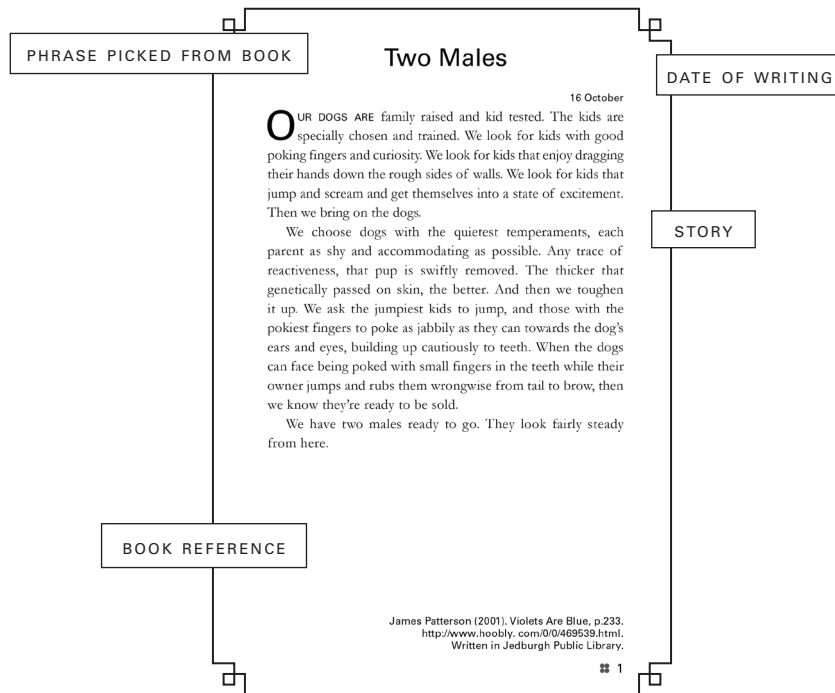 PHRASE PICKED FROM BOOK
Two Males
DATE OF WRITING
16 October
OUR DOGS ARE family raised and kid tested. The kids are
specially chosen and trained. We look for kids with good
poking fingers and curiosity. We look for kids that enjoy dragging
their hands down the rough sides of walls. We look for kids that
jump and scream and get themselves into a state of excitement.
Then we bring on the dogs.
We choose dogs with the quietest temperaments, each
parent as shy and accommodating as possible. Any trace of
reactiveness, that pup is swiftly removed. The thicker that
genetically passed on skin, the better. And then we toughen
it up. We ask the jumpiest kids to jump, and those with the
pokiest fingers to poke as jabbily as they can towards the dog's
ears and eyes, building up cautiously to teeth. When the dogs
can face being poked with small fingers in the teeth while their
owner jumps and rubs them wrongwise from tail to brow, then
we know they're ready to be sold.
We have two males ready to go. They look fairly steady
from here.
STORY
BOOK REFERENCE
James Patterson (2001). Violets Are Blue, p.233.
http://www.hoobly. com/0/0/469539.html.
Written in Jedburgh Public Library.
1